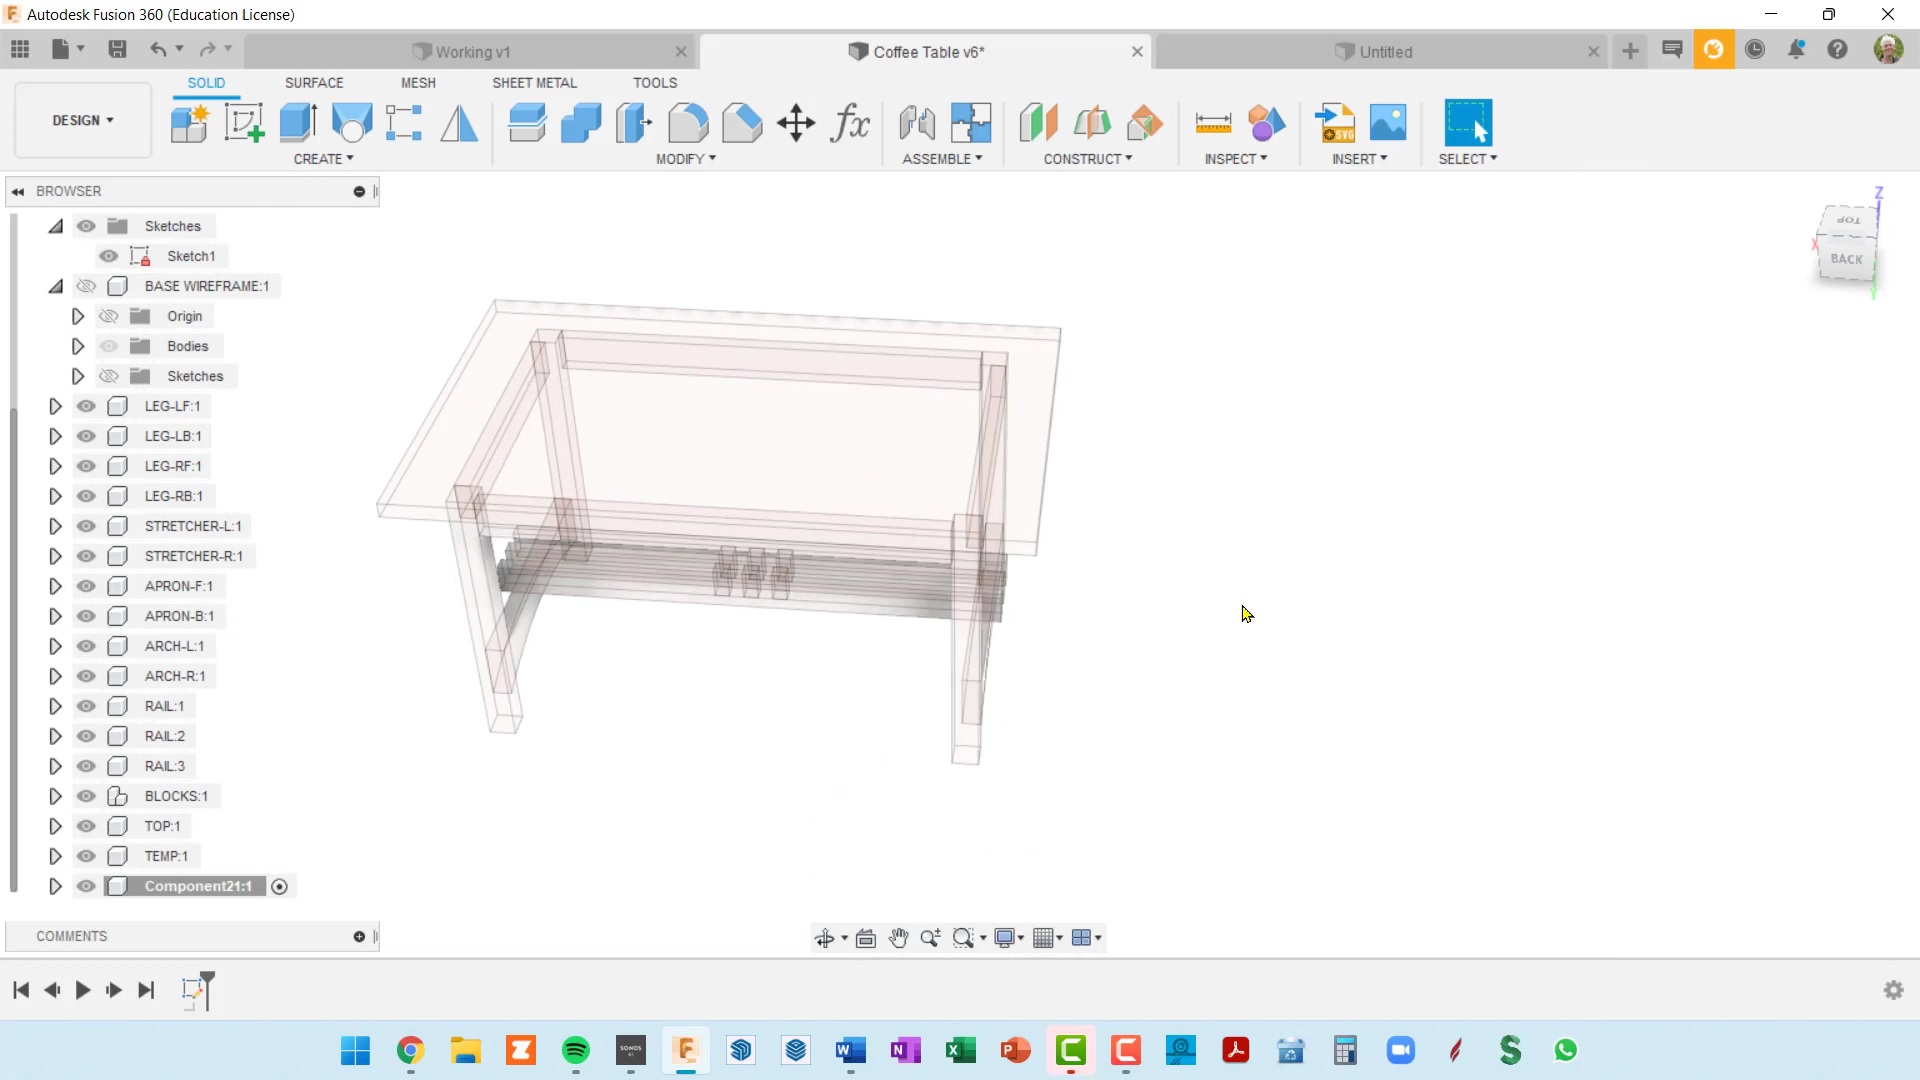 Autodesk Fusion 360 (Education License)
Working v1
Coffee Table v6*
Untitled
SOLID SURFACE MESH SHEET METAL TOOLS
DESIGN
CREATE MODIFY ASSEMBLE CONSTRUCT INSPECT INSERT SELECT
BROWSER
Sketches
Sketch1
BASE WIREFRAME:1
Origin
Bodies
Sketches
LEG-LF:1
LEG-LB:1
LEG-RF:1
LEG-RB:1
STRETCHER-L:1
STRETCHER-R:1
APRON-F:1
APRON-B:1
ARCH-L:1
ARCH-R:1
RAIL:1
RAIL:2
RAIL:3
BLOCKS:1
TOP:1
TEMP:1
Component21:1
Z
TOP
X
BACK
Y
COMMENTS
SONOS